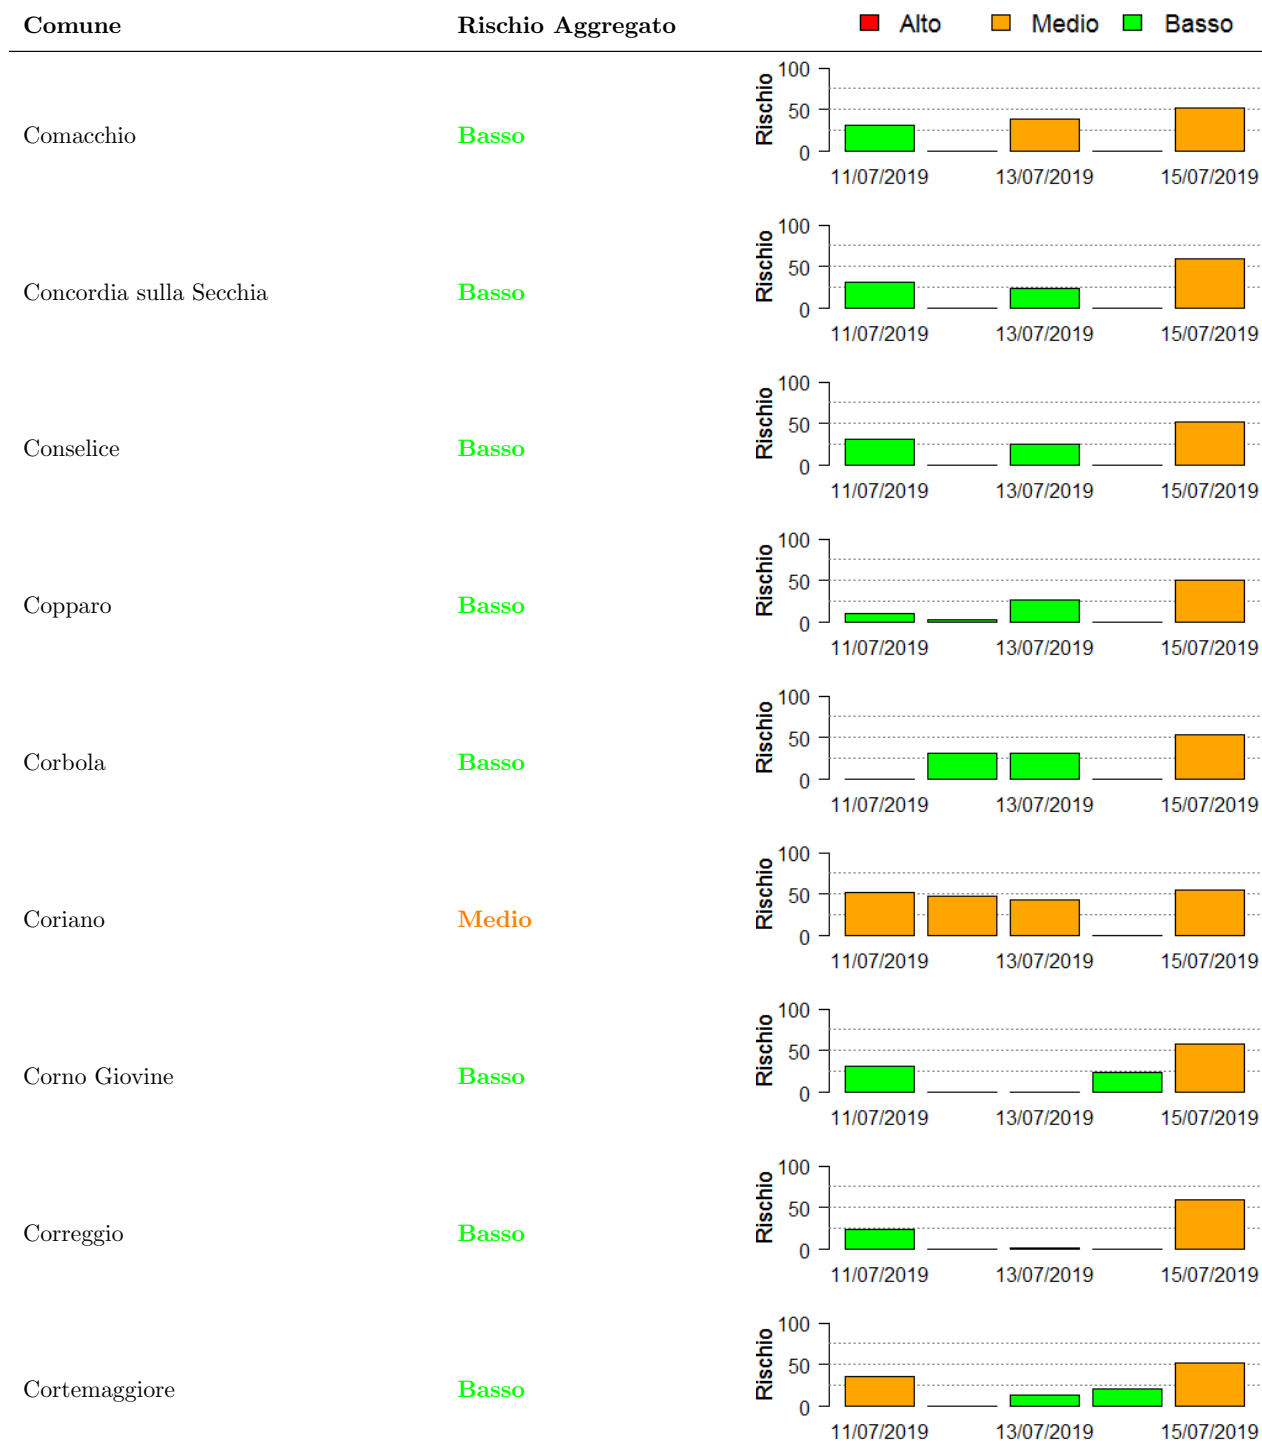 Comune Rischio Aggregato Alto Medio Basso
Comacchio Basso
Rischio
100
50
0
11/07/2019 13/07/2019 15/07/2019
Concordia sulla Secchia Basso
Rischio
100
50
0
11/07/2019 13/07/2019 15/07/2019
Conselice Basso
Rischio
100
50
0
11/07/2019 13/07/2019 15/07/2019
Copparo Basso
Rischio
100
50
0
11/07/2019 13/07/2019 15/07/2019
Corbola Basso
Rischio
100
50
0
11/07/2019 13/07/2019 15/07/2019
Coriano Medio
Rischio
100
50
0
11/07/2019 13/07/2019 15/07/2019
Corno Giovine Basso
Rischio
100
50
0
11/07/2019 13/07/2019 15/07/2019
Correggio Basso
Rischio
100
50
0
11/07/2019 13/07/2019 15/07/2019
Cortemaggiore Basso
Rischio
100
50
0
11/07/2019 13/07/2019 15/07/2019